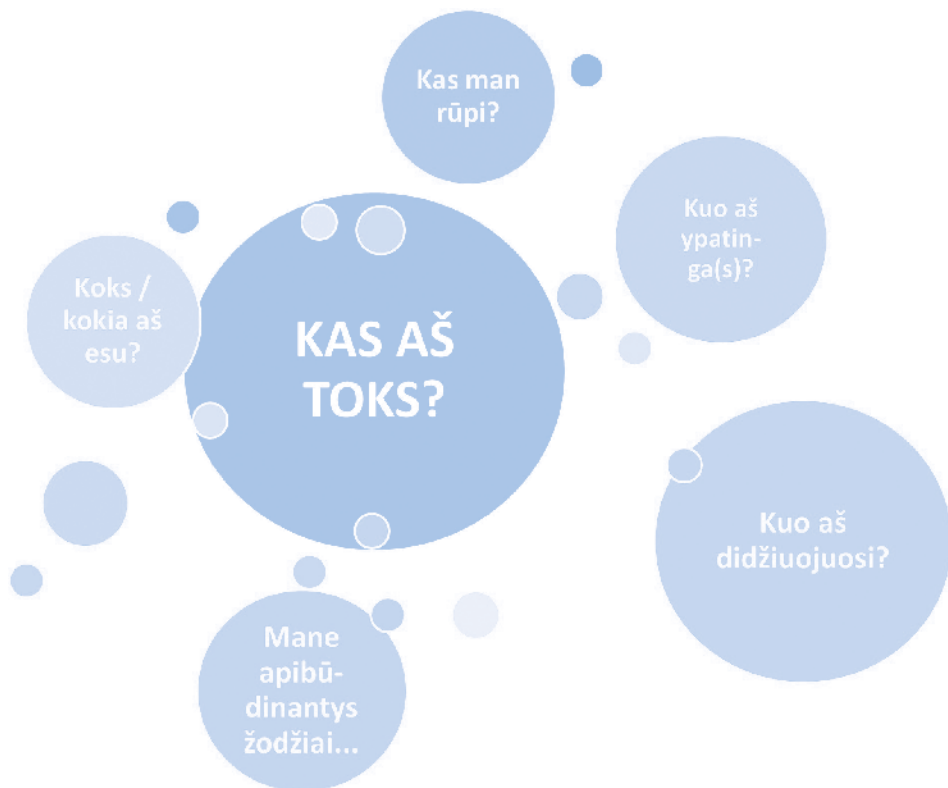 Kas man
rūpi?
Kuo aš
ypatin-
ga(s)?
Koks /
kokia aš
esu?
KAS AŠ
TOKS?
Kuo aš
didžiuojuosi?
Mane
apibū-
dinantys
žodžiai...